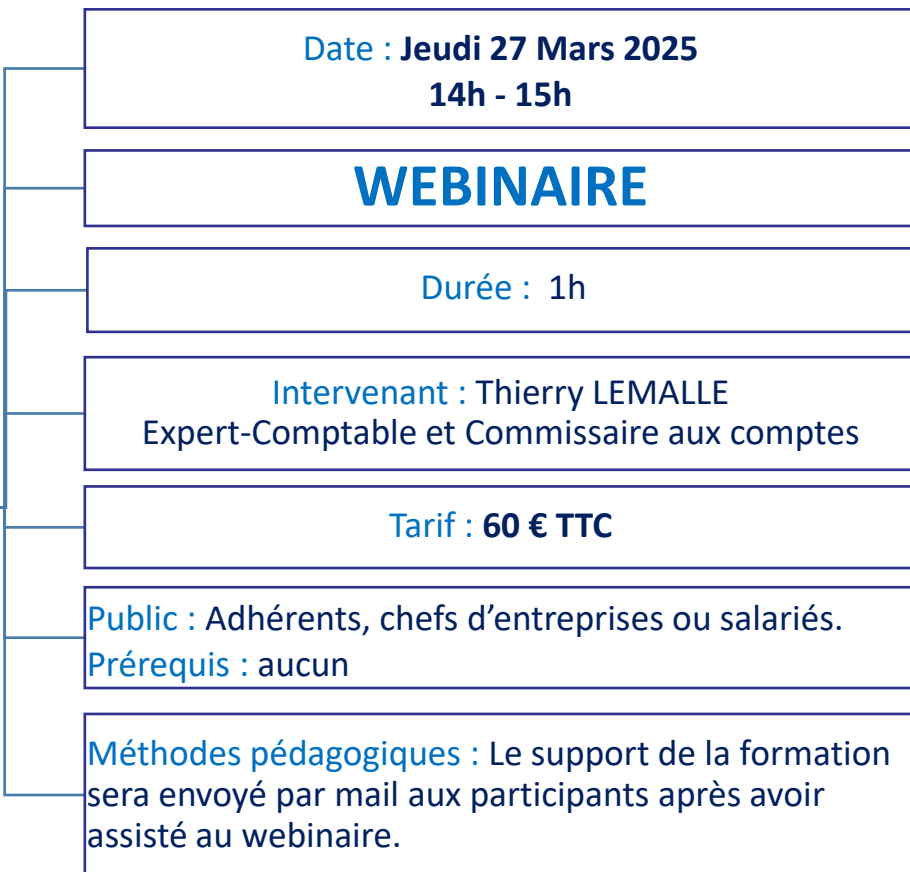 Date : Jeudi 27 Mars 2025
14h - 15h
WEBINAIRE
Durée : 1h
Intervenant : Thierry LEMALLE
Expert-Comptable et Commissaire aux comptes
Tarif : 60 € TTC
Public : Adhérents, chefs d’entreprises ou salariés.
Prérequis : aucun
Méthodes pédagogiques : Le support de la formation
sera envoyé par mail aux participants après avoir
assisté au webinaire.